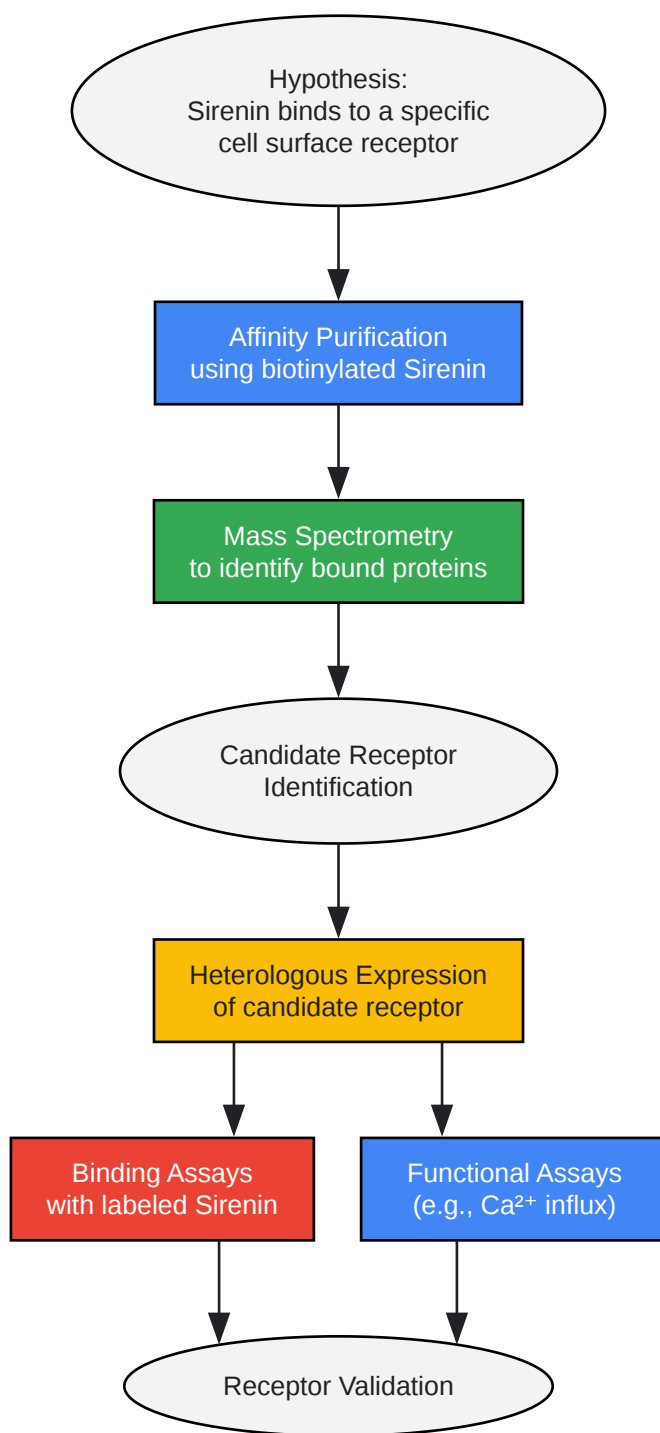 Hypothesis:
Sirenin binds to a specific
cell surface receptor
Affinity Purification
using biotinylated Sirenin
Mass Spectrometry
to identify bound proteins
Candidate Receptor
Identification
Heterologous Expression
of candidate receptor
Binding Assays
with labeled Sirenin
Functional Assays
(e.g., Ca²⁺ influx)
Receptor Validation